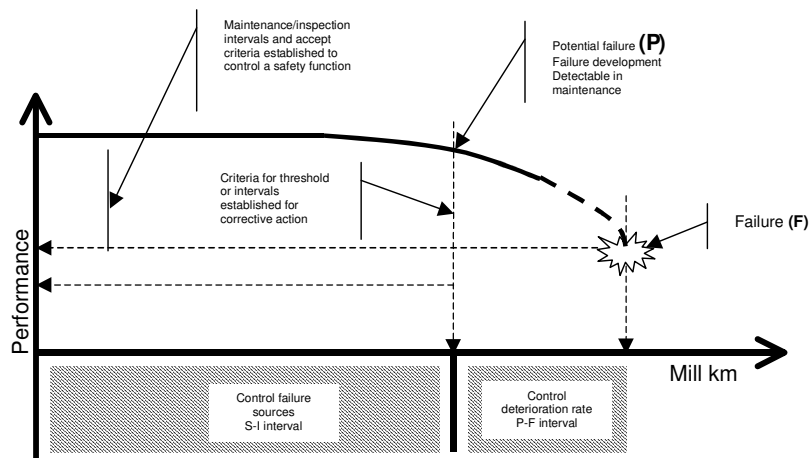 Maintenance/inspection
intervals and accept
criteria established to
control a safety function
Potential failure (P)
Failure development
Detectable in
maintenance
Criteria for threshold
or intervals
established for
corrective action
Failure (F)
Performance
Mill km
Control failure
sources
S-I interval
Control
deterioration rate
P-F interval